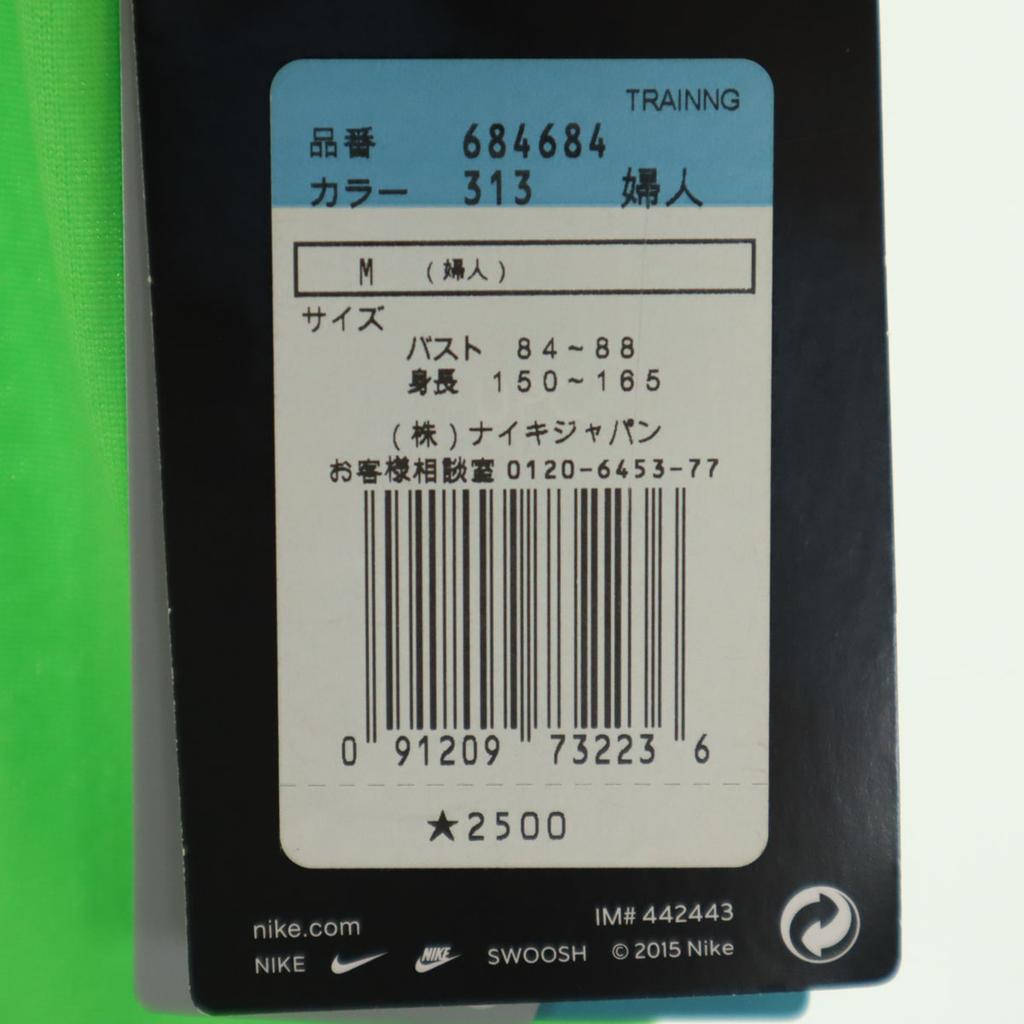 TRAINNG
品番 684684
カラー 313 婦人
M (婦人)
サイズ
バスト 84~88
身長 150~165
(株)ナイキジャパン
お客様相談室 0120-6453-77
0 91209 73223 6
★2500
nike.com
IM# 442443
NIKE NIKE SWOOSH © 2015 Nike